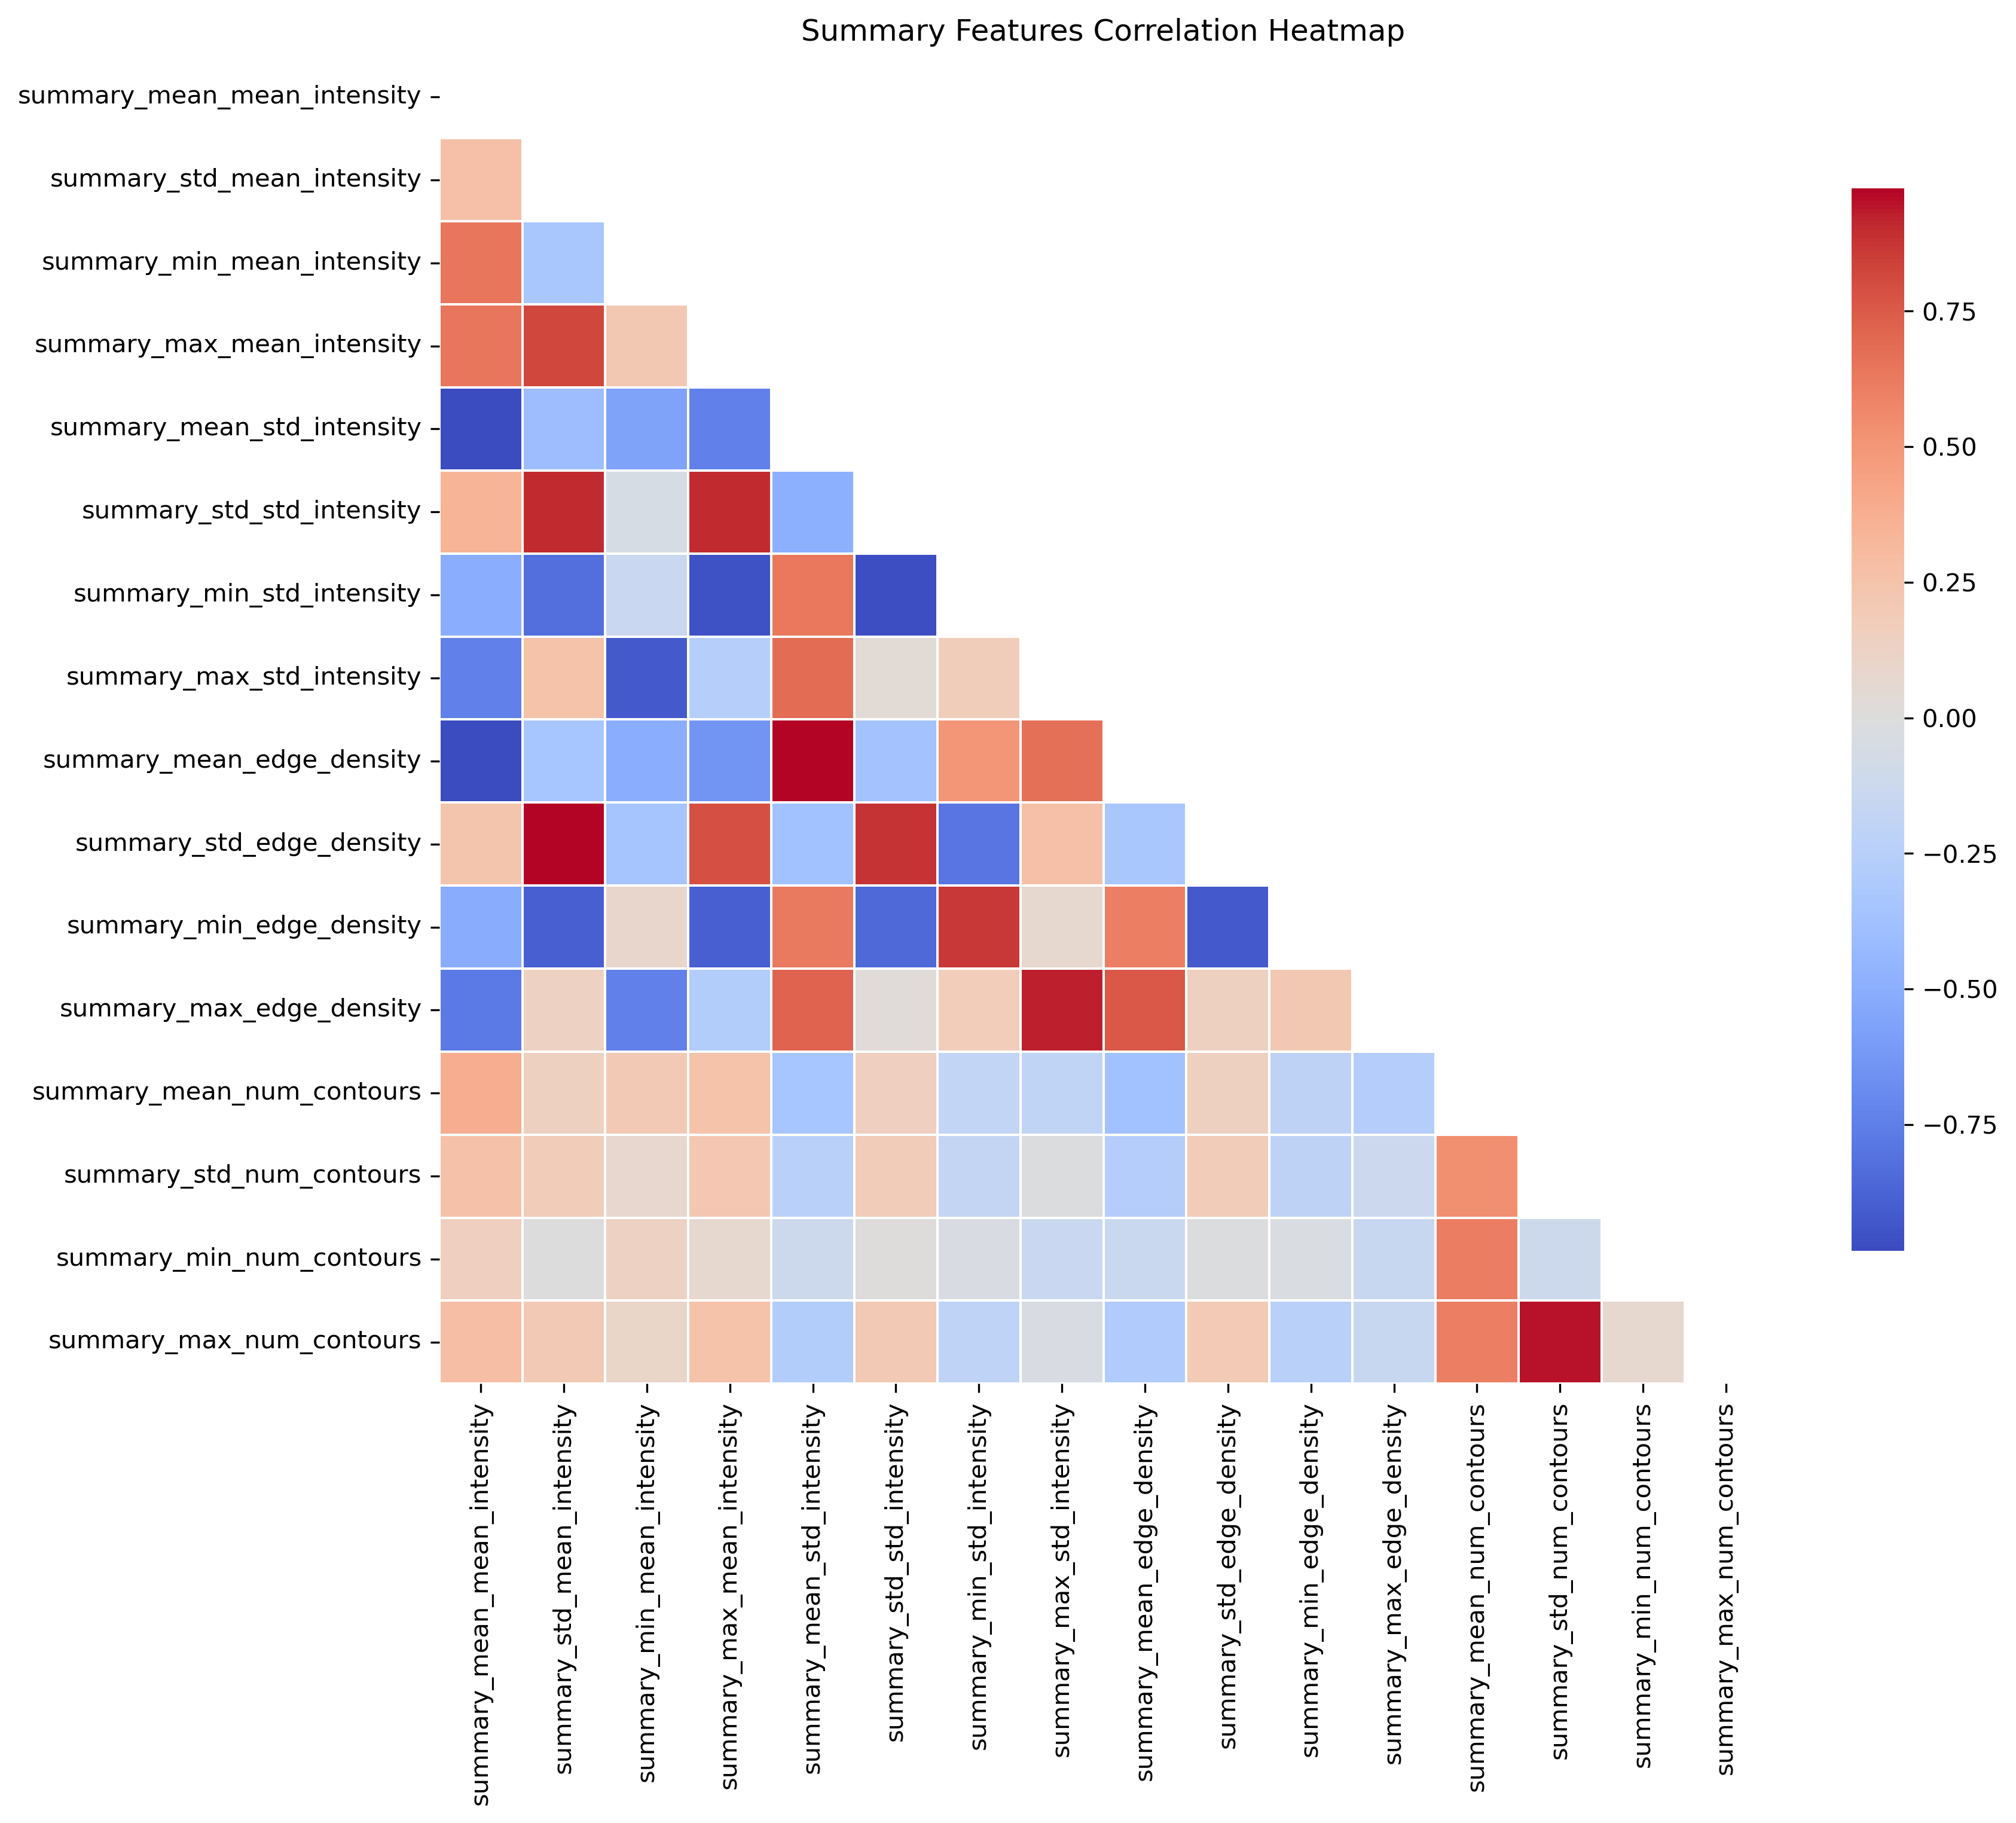 Summary Features Correlation Heatmap
summary_mean_mean_intensity
summary_std_mean_intensity
summary_min_mean_intensity
summary_max_mean_intensity
summary_mean_std_intensity
summary_std_std_intensity
summary_min_std_intensity
summary_max_std_intensity
summary_mean_edge_density
summary_std_edge_density
summary_min_edge_density
summary_max_edge_density
summary_mean_num_contours
summary_std_num_contours
summary_min_num_contours
summary_max_num_contours
summary_mean_mean_intensity
summary_std_mean_intensity
summary_min_mean_intensity
summary_max_mean_intensity
summary_mean_std_intensity
summary_std_std_intensity
summary_min_std_intensity
summary_max_std_intensity
summary_mean_edge_density
summary_std_edge_density
summary_min_edge_density
summary_max_edge_density
summary_mean_num_contours
summary_std_num_contours
summary_min_num_contours
summary_max_num_contours
0.75
0.50
0.25
0.00
−0.25
−0.50
−0.75